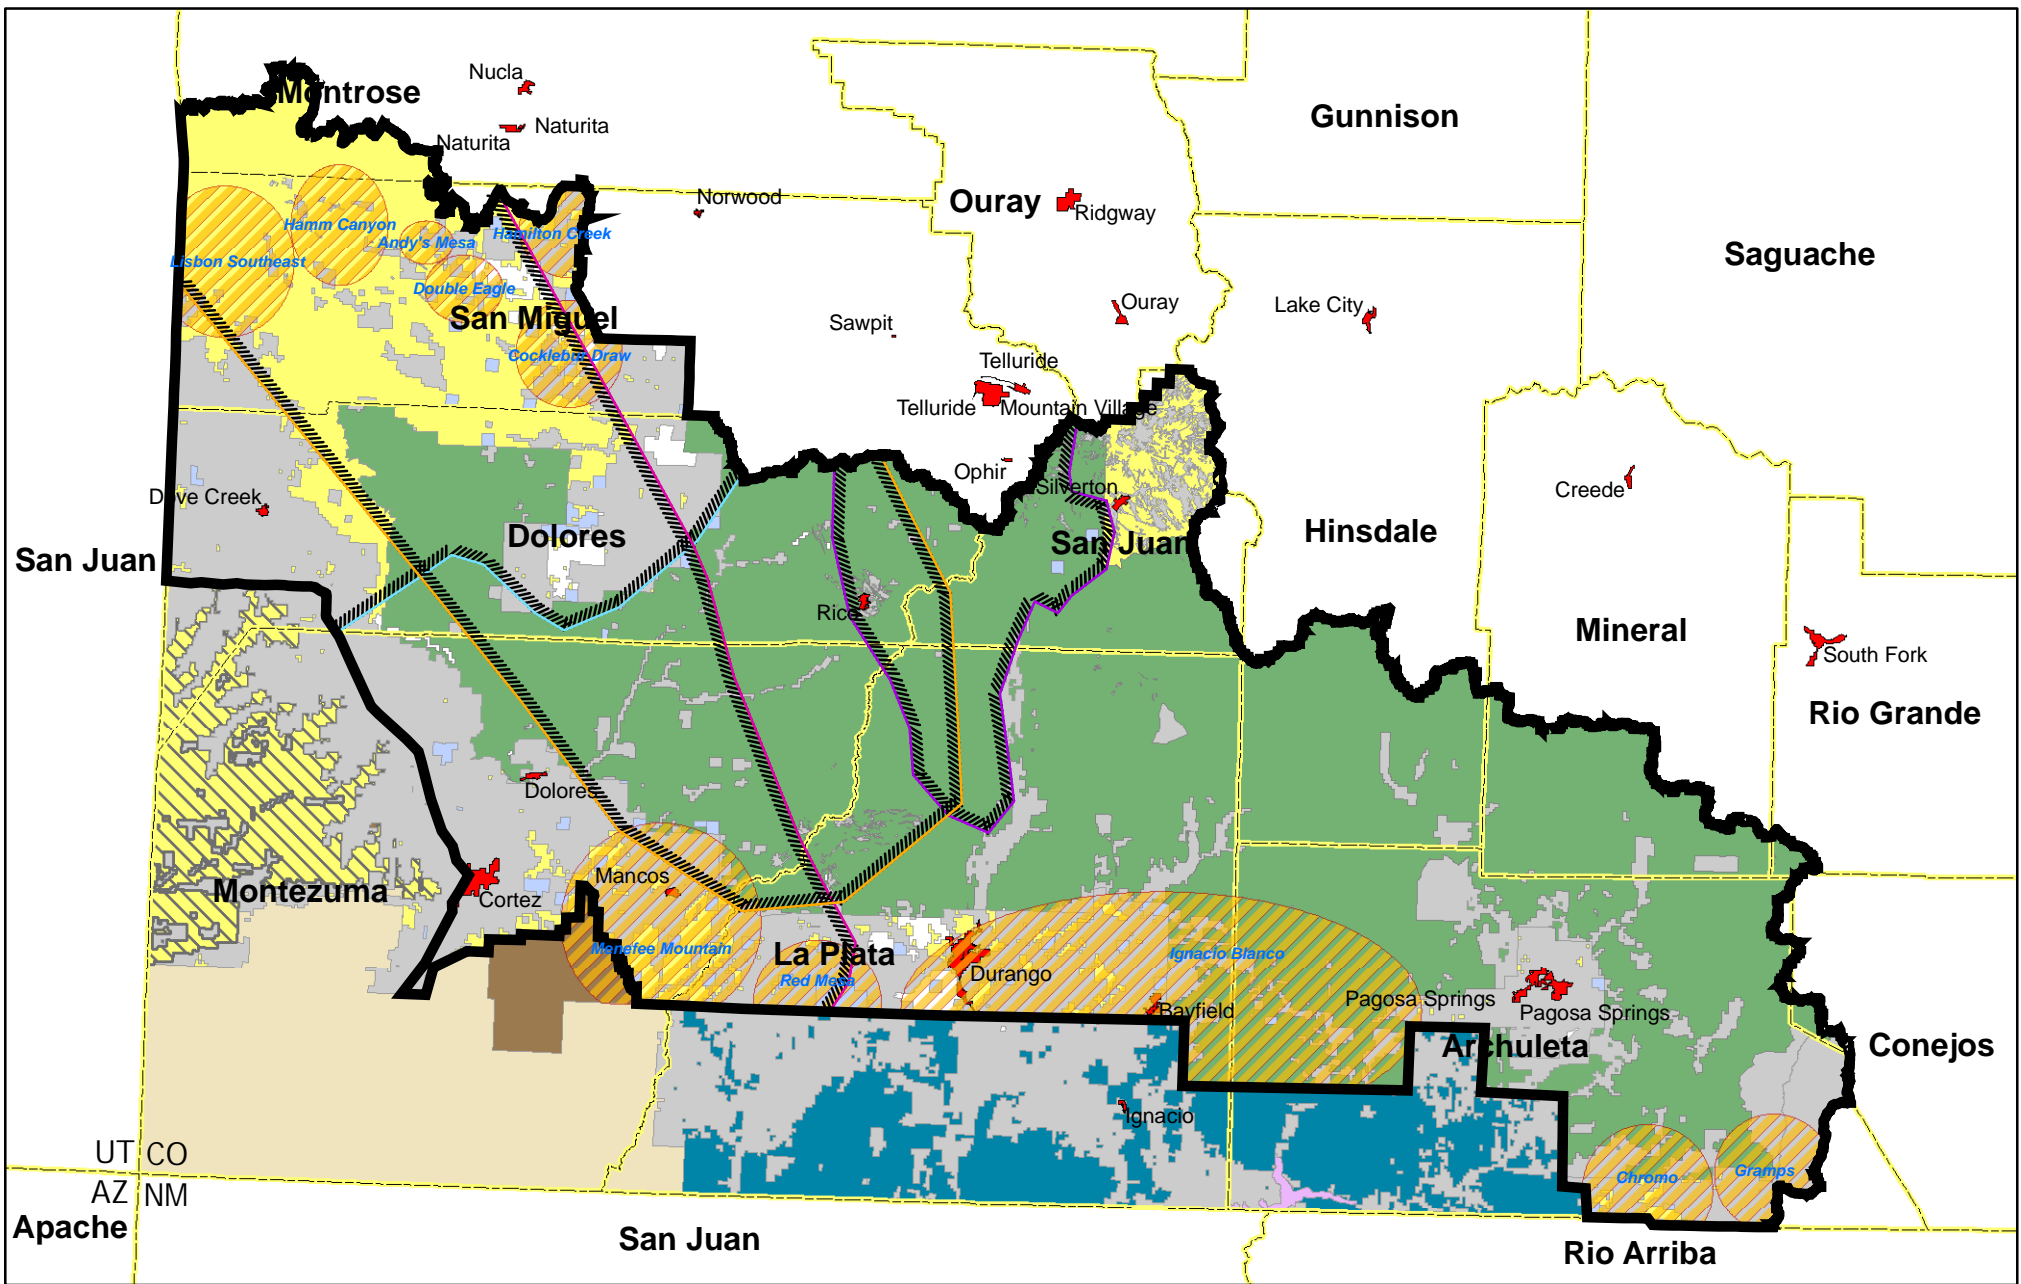 Nucla
Montrose
Gunnison
Naturita
Naturita
Norwood
Ouray
Ridgway
Hamm Canyon
Hamilton Creek
Andy's Mesa
Saguache
Lisbon Southeast
Double Eagle
Ouray
Lake City
San Miguel
Sawpit
Cocklebur Draw
Telluride
Telluride
Mountain Village
Ophir
Silverton
Creede
Dove Creek
Dolores
San Juan
Hinsdale
San Juan
Rico
Mineral
South Fork
Rio Grande
Dolores
Mancos
Montezuma
Cortez
Menefee Mountain
La Plata
Ignacio Blanco
Red Mesa
Durango
Pagosa Springs
Bayfield
Pagosa Springs
Archuleta
Conejos
Ignacio
UT CO
Chromo
Gramps
AZ NM
Apache
San Juan
Rio Arriba